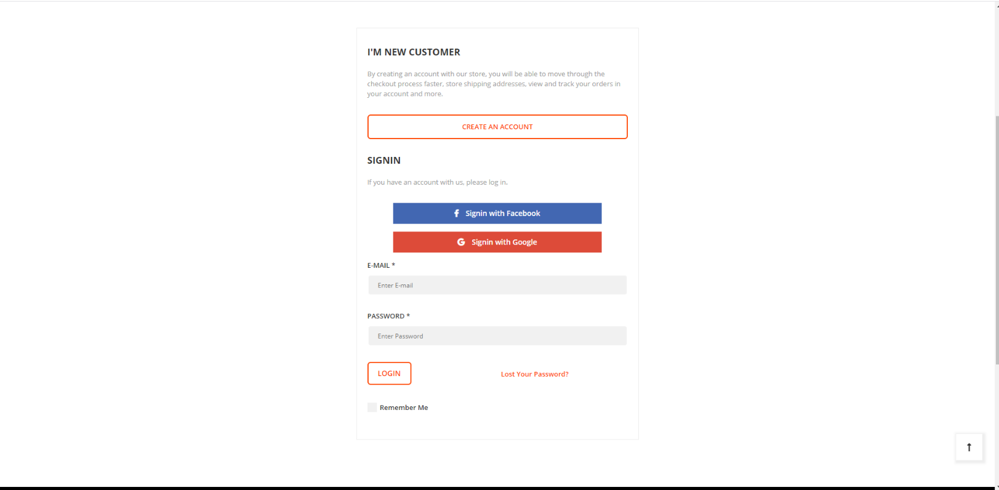 I'M NEW CUSTOMER
By creating an account with our store, you will be able to move through the
checkout process faster, store shipping addresses, view and track your orders in
your account and more.
CREATE AN ACCOUNT
SIGNIN
If you have an account with us, please log in.
Signin with Facebook
Signin with Google
E-MAIL *
Enter E-mail
PASSWORD *
Enter Password
LOGIN
Lost Your Password?
Remember Me